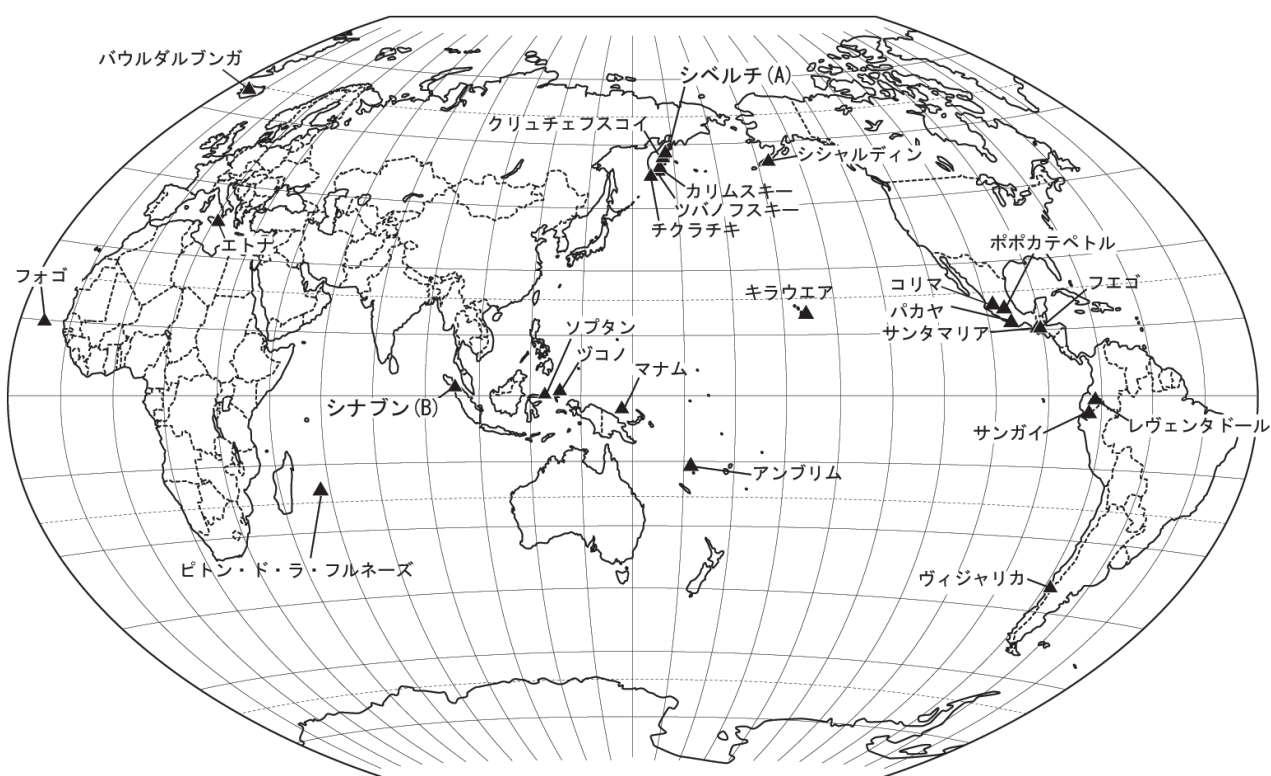 バウルダルブンガ
シベルチ(A)
クリュチェフスコイ
シシャルディン
カリムスキー
ツバノフスキー
チクラチキ
エトナ
ポポカテペトル
フォゴ
コリマ
フエゴ
キラウエア
パカヤ
サンタマリア
ソプタン
ヅコノ
マナム
シナブン(B)
サンガイ
レヴェンタドール
アンブリム
ピトン・ド・ラ・フルネーズ
ヴィジャリカ